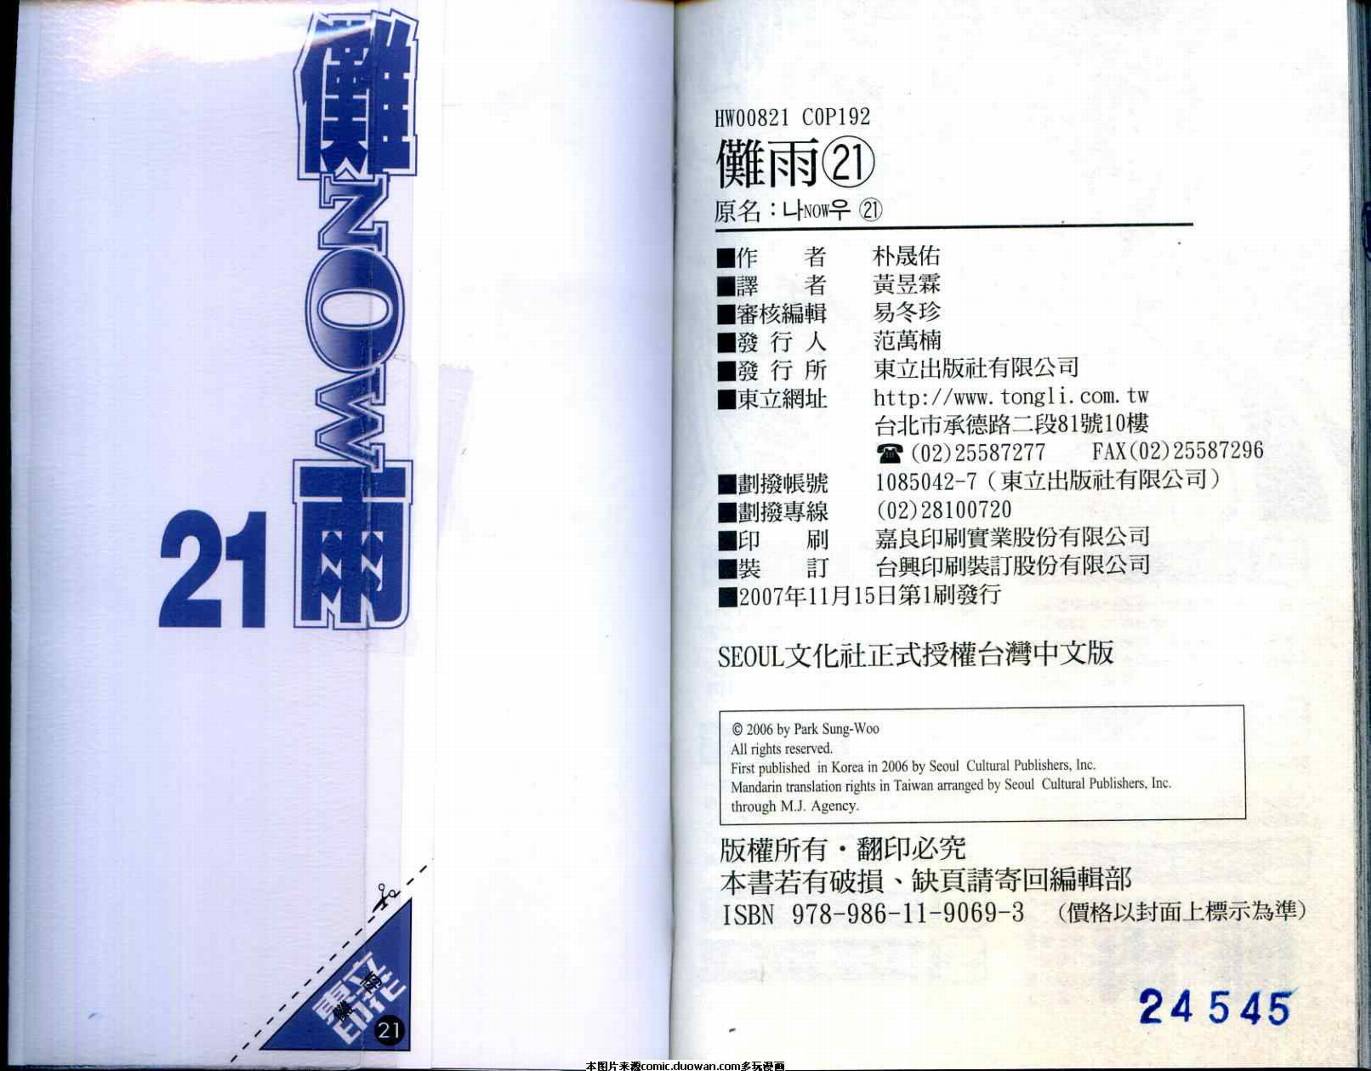 儺
NOW
雨
21
東立
印花
儺雨
21
HW00821 COP192
儺雨㉑
原名：나NOW우 ㉑
■作 者 朴晟佑
■譯 者 黃昱霖
■審核編輯 易冬珍
■發行人 范萬楠
■發行所 東立出版社有限公司
■東立網址 http://www.tongli.com.tw
台北市承德路二段81號10樓
☎(02)25587277 FAX(02)25587296
■劃撥帳號 1085042-7（東立出版社有限公司）
■劃撥專線 (02)28100720
■印 刷 嘉良印刷實業股份有限公司
■裝 訂 台興印刷裝訂股份有限公司
■2007年11月15日第1刷發行
SEOUL文化社正式授權台灣中文版
© 2006 by Park Sung-Woo
All rights reserved.
First published in Korea in 2006 by Seoul Cultural Publishers, Inc.
Mandarin translation rights in Taiwan arranged by Seoul Cultural Publishers, Inc.
through M.J. Agency.
版權所有・翻印必究
本書若有破損、缺頁請寄回編輯部
ISBN 978-986-11-9069-3 （價格以封面上標示為準）
24545
本图片来源comic.duowan.com多玩漫画